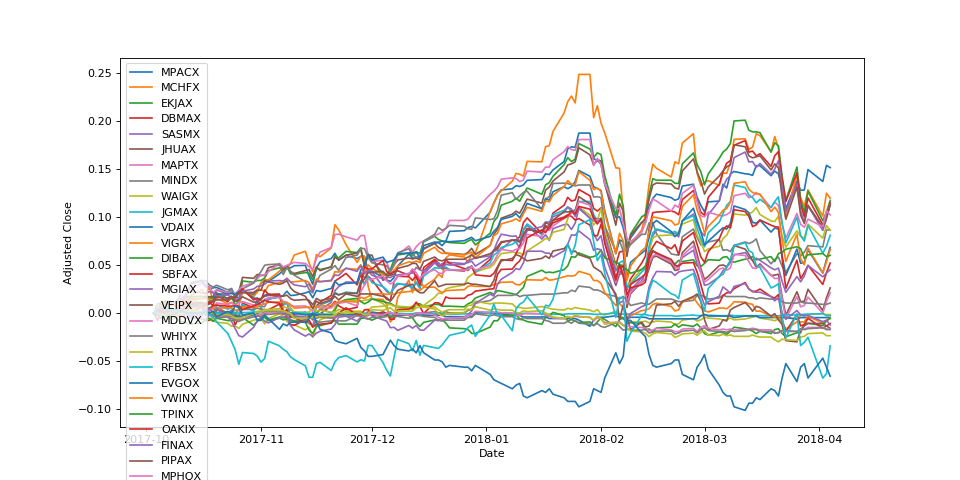 0.25
0.20
0.15
0.10
0.05
0.00
−0.05
−0.10
Adjusted Close
MPACX
MCHFX
EKJAX
DBMAX
SASMX
JHUAX
MAPTX
MINDX
WAIGX
JGMAX
VDAIX
VIGRX
DIBAX
SBFAX
MGIAX
VEIPX
MDDVX
WHIYX
PRTNX
RFBSX
EVGOX
VWINX
TPINX
OAKIX
FINAX
PIPAX
MPHOX
2017-10 2017-11 2017-12 2018-01 2018-02 2018-03 2018-04
Date